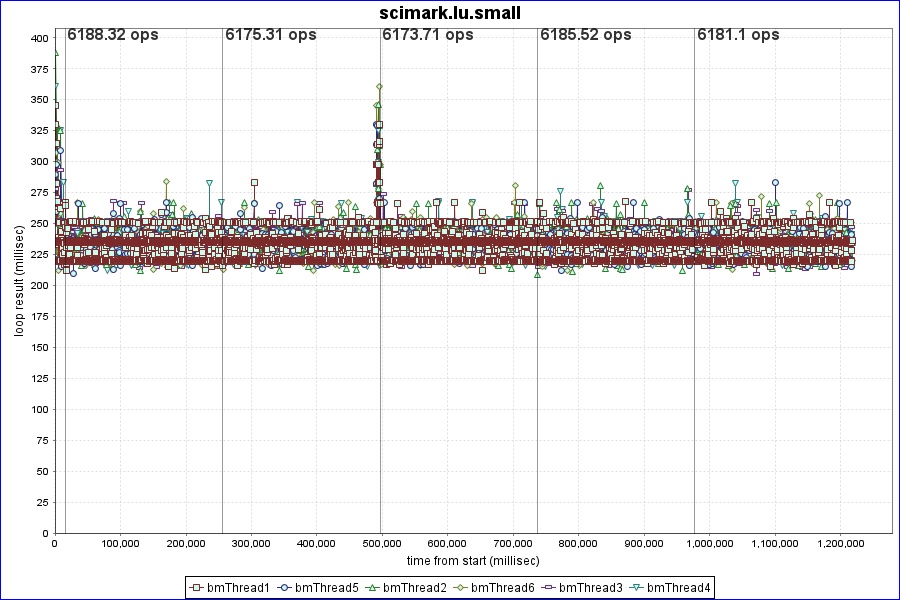 scimark.lu.small
6188.32 ops 6175.31 ops 6173.71 ops 6185.52 ops 6181.1 ops
400
375
350
325
300
275
250
225
200
175
150
125
100
75
50
25
0
loop result (millisec)
0 100,000 200,000 300,000 400,000 500,000 600,000 700,000 800,000 900,000 1,000,000 1,100,000 1,200,000
time from start (millisec)
bmThread1 bmThread5 bmThread2 bmThread6 bmThread3 bmThread4